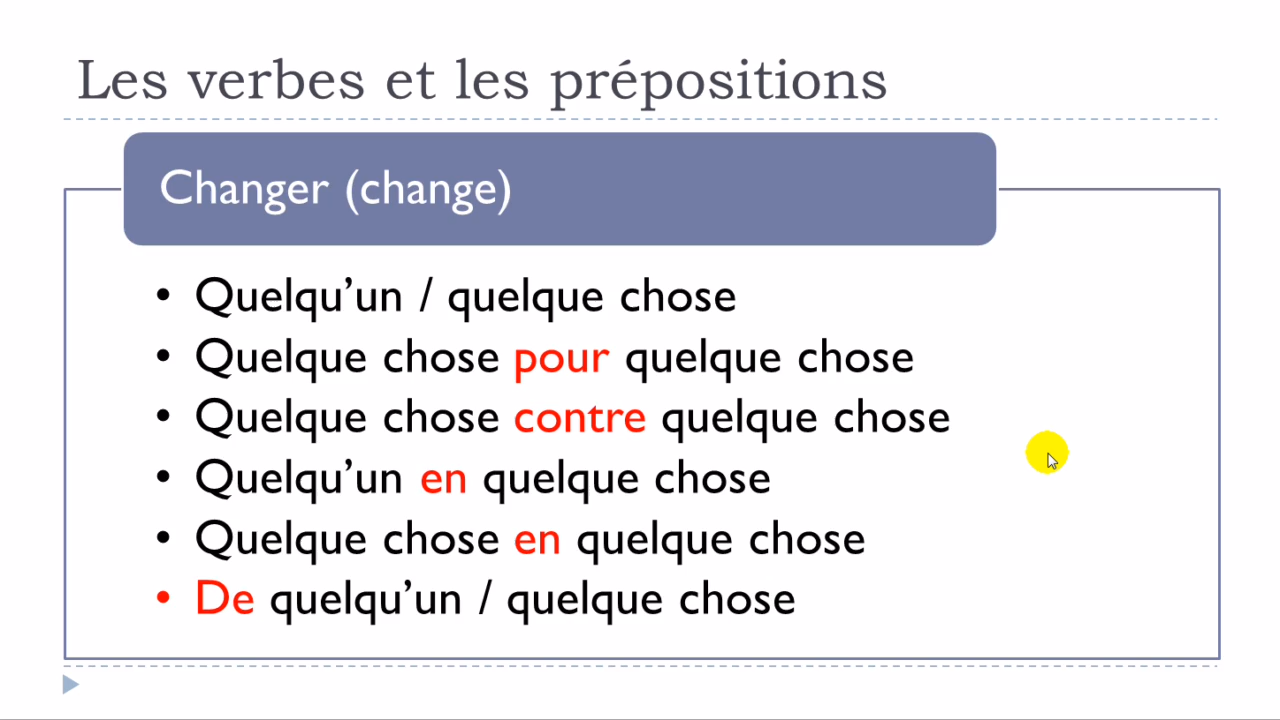 Les verbes et les prépositions
Changer (change)
• Quelqu’un / quelque chose
• Quelque chose pour quelque chose
• Quelque chose contre quelque chose
• Quelqu’un en quelque chose
• Quelque chose en quelque chose
• De quelqu’un / quelque chose